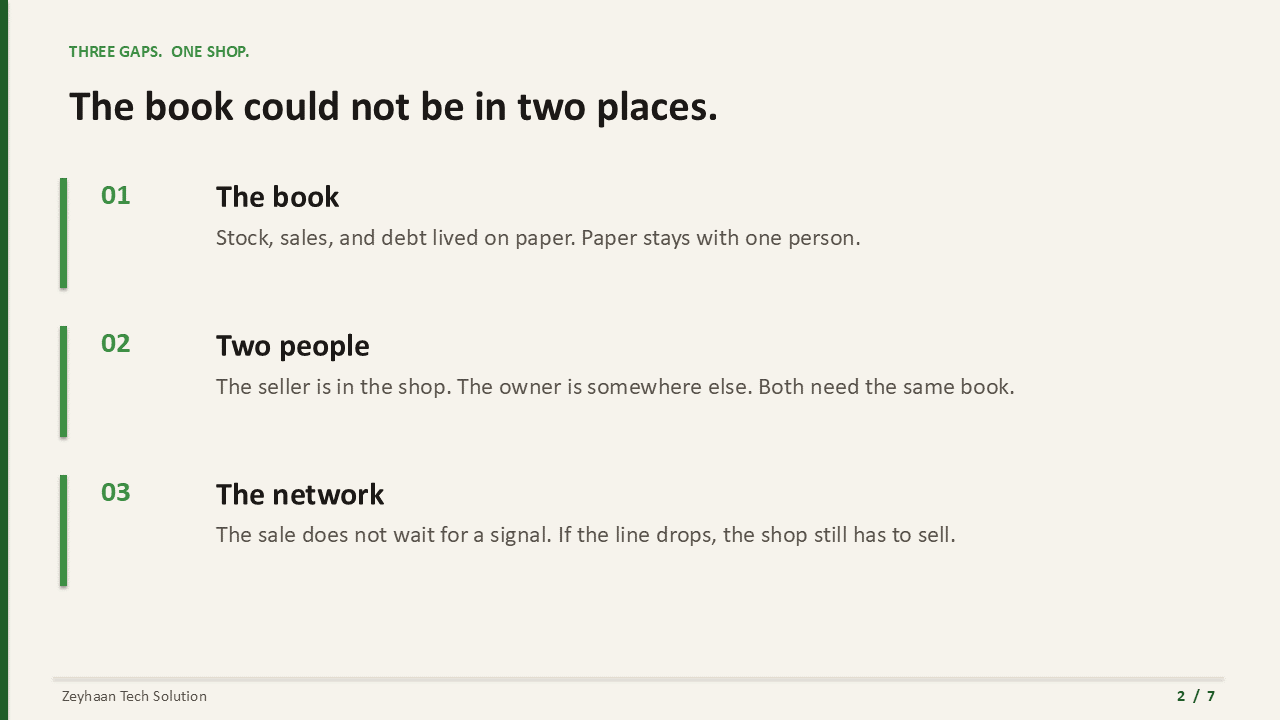 THREE GAPS. ONE SHOP.
The book could not be in two places.
01
The book
Stock, sales, and debt lived on paper. Paper stays with one person.
02
Two people
The seller is in the shop. The owner is somewhere else. Both need the same book.
03
The network
The sale does not wait for a signal. If the line drops, the shop still has to sell.
Zeyhaan Tech Solution
2 / 7